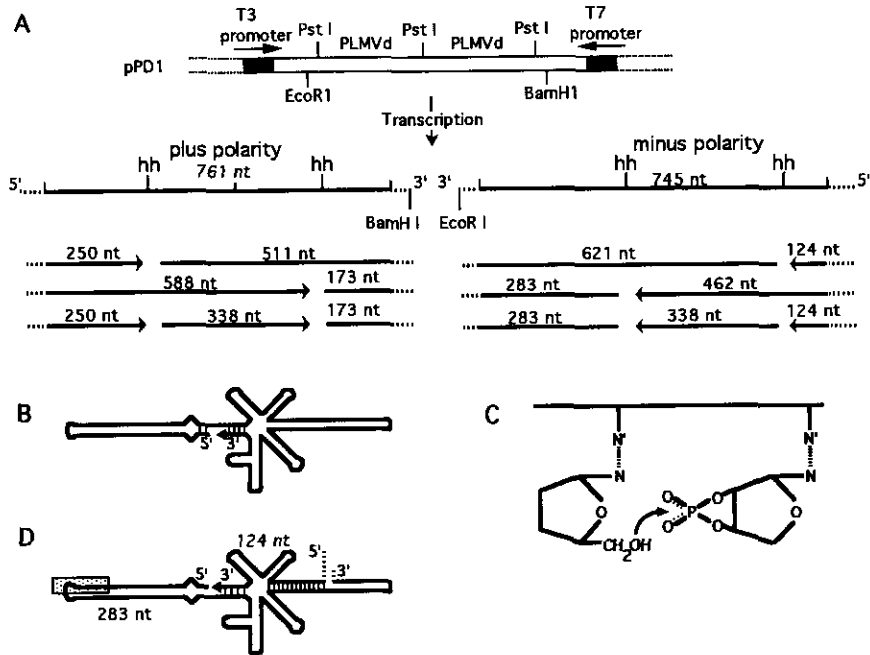 A
T3 promoter
Pst I
PLMVd
Pst I
PLMVd
Pst I
T7 promoter
pPD1
EcoR1
BamH1
Transcription
plus polarity
761 nt
hh
hh
5'
3'
BamH I
minus polarity
745 nt
hh
hh
3'
5'
EcoR I
250 nt
511 nt
588 nt
173 nt
250 nt
338 nt
173 nt
621 nt
124 nt
283 nt
462 nt
283 nt
338 nt
124 nt
B
5'
3'
C
N'
N
O
CH2OH
O
O
P
O
O
N'
N
O
D
124 nt
5'
3'
5'
3'
283 nt